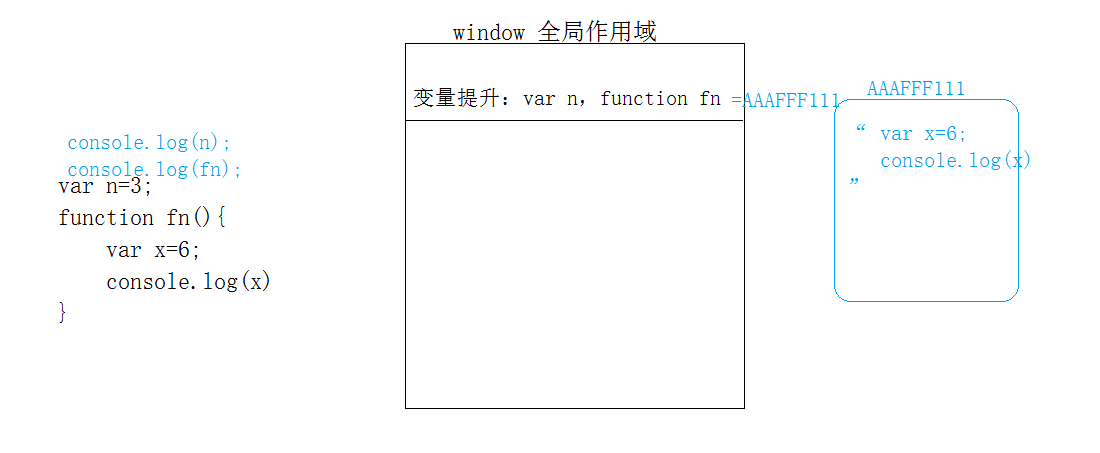 window 全局作用域
变量提升：var n, function fn =AAAFFF111
AAAFFF111
“ var x=6;
console.log(x)
”
console.log(n);
console.log(fn);
var n=3;
function fn(){
var x=6;
console.log(x)
}